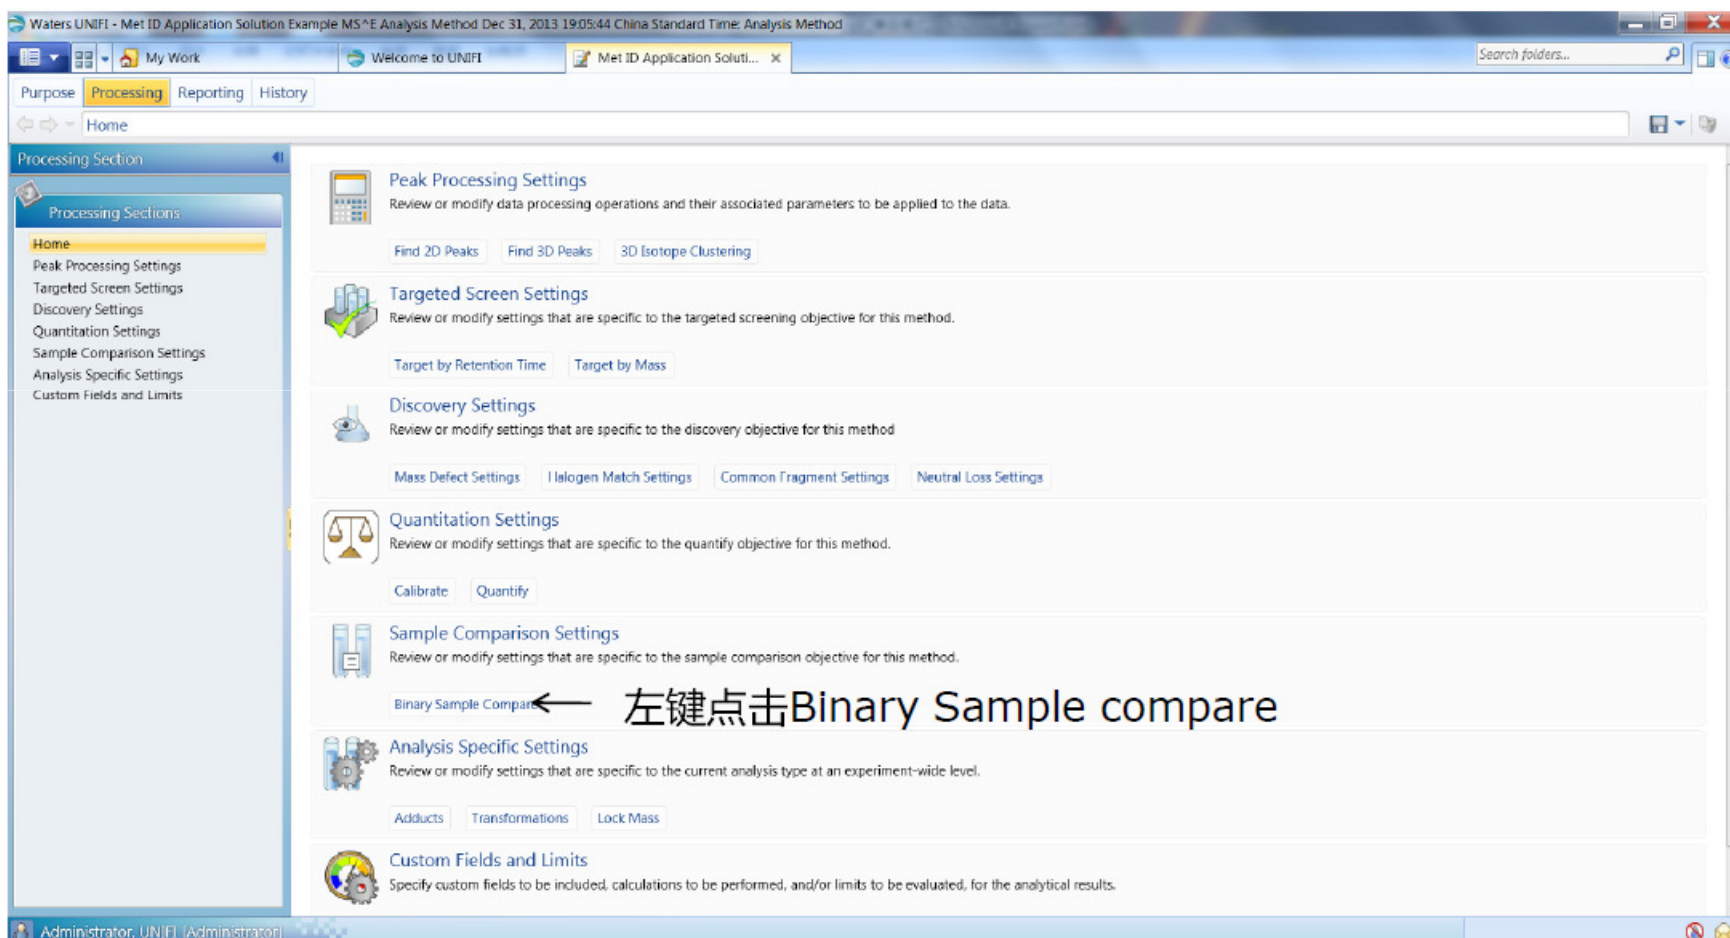 Waters UNIFI - Met ID Application Solution Example MS^E Analysis Method Dec 31, 2013 19:05:44 China Standard Time: Analysis Method
My Work
Welcome to UNIFI
Met ID Application Soluti...
Search folders...
Purpose Processing Reporting History
Home
Processing Section
Processing Sections
Home
Peak Processing Settings
Targeted Screen Settings
Discovery Settings
Quantitation Settings
Sample Comparison Settings
Analysis Specific Settings
Custom Fields and Limits
Peak Processing Settings
Review or modify data processing operations and their associated parameters to be applied to the data.
Find 2D Peaks Find 3D Peaks 3D Isotope Clustering
Targeted Screen Settings
Review or modify settings that are specific to the targeted screening objective for this method.
Target by Retention Time Target by Mass
Discovery Settings
Review or modify settings that are specific to the discovery objective for this method
Mass Defect Settings Halogen Match Settings Common Fragment Settings Neutral Loss Settings
Quantitation Settings
Review or modify settings that are specific to the quantify objective for this method.
Calibrate Quantify
Sample Comparison Settings
Review or modify settings that are specific to the sample comparison objective for this method.
Binary Sample Compare
左键点击Binary Sample compare
Analysis Specific Settings
Review or modify settings that are specific to the current analysis type at an experiment-wide level.
Adducts Transformations Lock Mass
Custom Fields and Limits
Specify custom fields to be included, calculations to be performed, and/or limits to be evaluated, for the analytical results.
Administrator, UNIFI [Administrator]